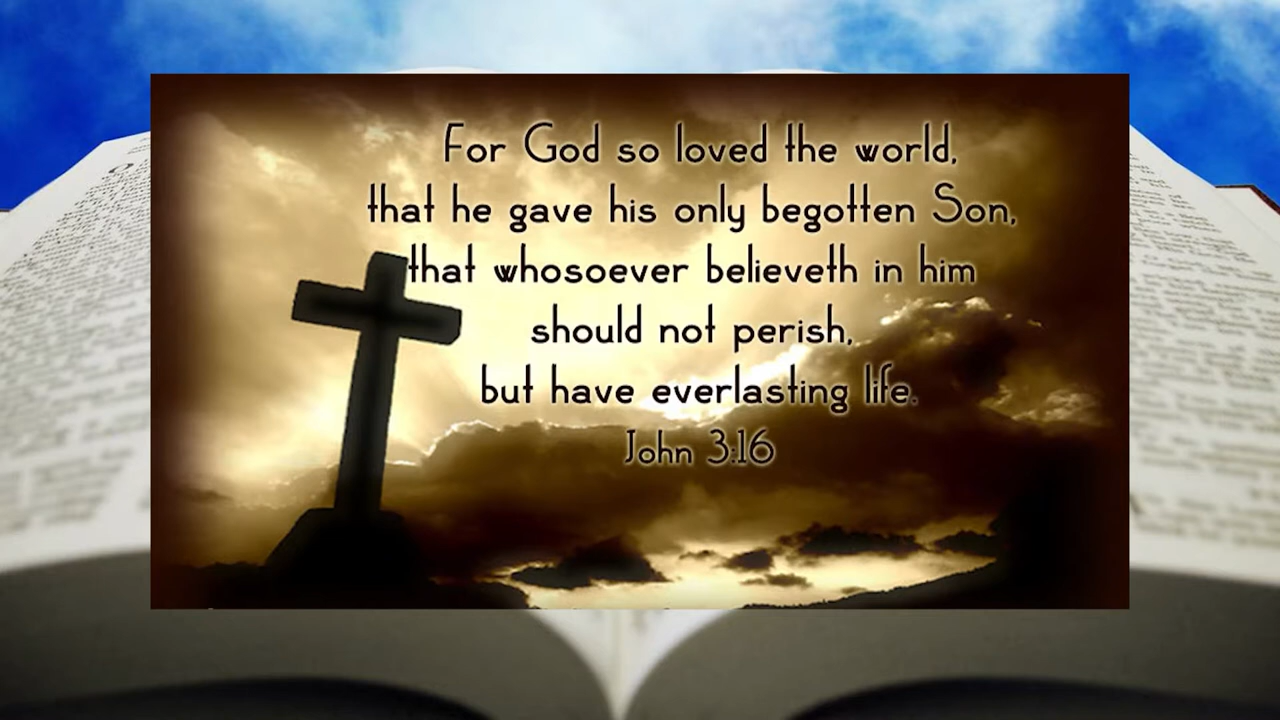 For God so loved the world,
that he gave his only begotten Son,
that whosoever believeth in him
should not perish,
but have everlasting life.
John 3:16